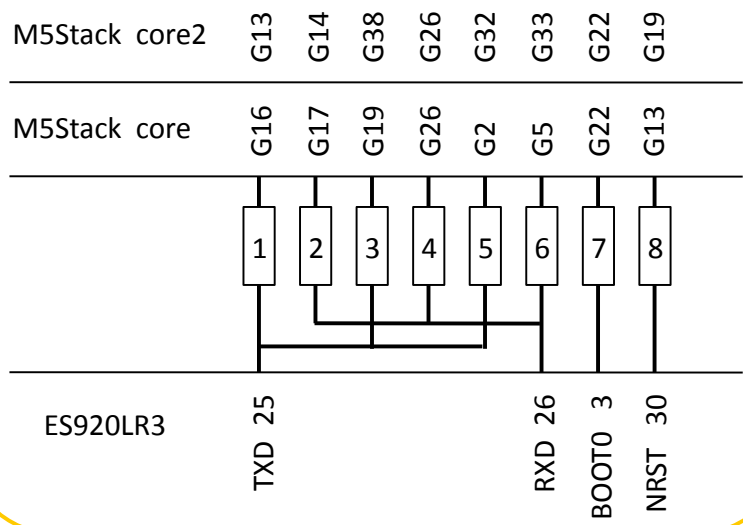 M5Stack core2 G13 G14 G38 G26 G32 G33 G22 G19
M5Stack core G16 G17 G19 G26 G2 G5 G22 G13
1 2 3 4 5 6 7 8
ES920LR3 TXD 25 RXD 26 BOOT0 3 NRST 30